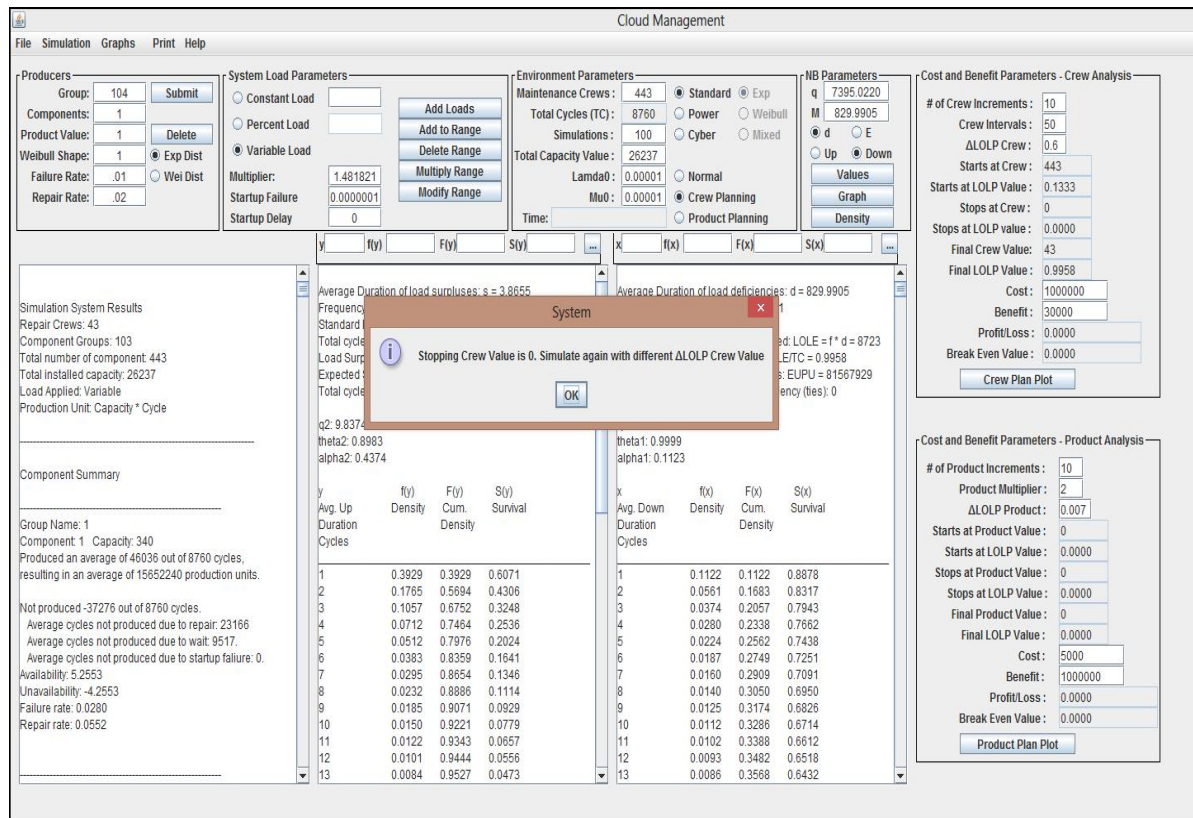 Cloud Management
File Simulation Graphs Print Help
Producers
Group: 104 Submit
Components: 1
Product Value: 1 Delete
Weibull Shape: 1 Exp Dist
Failure Rate: .01 Wei Dist
Repair Rate: .02
System Load Parameters
Constant Load
Percent Load
Variable Load
Multiplier: 1.481821
Startup Failure 0.0000001
Startup Delay 0
Add Loads
Add to Range
Delete Range
Multiply Range
Modify Range
Environment Parameters
Maintenance Crews: 443 Standard Exp
Total Cycles (TC): 8760 Power Weibull
Simulations: 100 Cyber Mixed
Total Capacity Value: 26237
Lamda0: 0.00001 Normal
Mu0: 0.00001 Crew Planning
Time: Product Planning
NB Parameters
q 7395.0220
M 829.9905
d E
Up Down
Values
Graph
Density
Cost and Benefit Parameters - Crew Analysis
# of Crew Increments : 10
Crew Intervals : 50
ΔLOLP Crew : 0.6
Starts at Crew : 443
Starts at LOLP Value : 0.1333
Stops at Crew : 0
Stops at LOLP value : 0.0000
Final Crew Value: 43
Final LOLP Value : 0.9958
Cost : 1000000
Benefit : 30000
Profit/Loss : 0.0000
Break Even Value : 0.0000
Crew Plan Plot
y f(y) F(y) S(y) ...
x f(x) F(x) S(x) ...
Simulation System Results
Repair Crews: 43
Component Groups: 103
Total number of component: 443
Total installed capacity: 26237
Load Applied: Variable
Production Unit: Capacity * Cycle
Component Summary
Group Name: 1
Component: 1 Capacity: 340
Produced an average of 46036 out of 8760 cycles,
resulting in an average of 15652240 production units.
Not produced -37276 out of 8760 cycles.
Average cycles not produced due to repair: 23166
Average cycles not produced due to wait: 9517.
Average cycles not produced due to startup failiure: 0.
Availability: 5.2553
Unavailability: -4.2553
Failure rate: 0.0280
Repair rate: 0.0552
Average Duration of load surpluses: s = 3.8655
Frequency
Standard
Total cycle
Load Surp
Expected
Total cycle
q2: 9.8374
theta2: 0.8983
alpha2: 0.4374
y f(y) F(y) S(y)
Avg. Up Density Cum. Survival
Duration Density
Cycles
1 0.3929 0.3929 0.6071
2 0.1765 0.5694 0.4306
3 0.1057 0.6752 0.3248
4 0.0712 0.7464 0.2536
5 0.0512 0.7976 0.2024
6 0.0383 0.8359 0.1641
7 0.0295 0.8654 0.1346
8 0.0232 0.8886 0.1114
9 0.0185 0.9071 0.0929
10 0.0150 0.9221 0.0779
11 0.0122 0.9343 0.0657
12 0.0101 0.9444 0.0556
13 0.0084 0.9527 0.0473
Average Duration of load deficiencies: d = 829.9905
1
ed: LOLE = f * d = 8723
LE/TC = 0.9958
s: EUPU = 81567929
ency (ties): 0
theta1: 0.9999
alpha1: 0.1123
x f(x) F(x) S(x)
Avg. Down Density Cum. Survival
Duration Density
Cycles
1 0.1122 0.1122 0.8878
2 0.0561 0.1683 0.8317
3 0.0374 0.2057 0.7943
4 0.0280 0.2338 0.7662
5 0.0224 0.2562 0.7438
6 0.0187 0.2749 0.7251
7 0.0160 0.2909 0.7091
8 0.0140 0.3050 0.6950
9 0.0125 0.3174 0.6826
10 0.0112 0.3286 0.6714
11 0.0102 0.3388 0.6612
12 0.0093 0.3482 0.6518
13 0.0086 0.3568 0.6432
System
Stopping Crew Value is 0. Simulate again with different ΔLOLP Crew Value
OK
Cost and Benefit Parameters - Product Analysis
# of Product Increments : 10
Product Multiplier : 2
ΔLOLP Product : 0.007
Starts at Product Value : 0
Starts at LOLP Value : 0.0000
Stops at Product Value : 0
Stops at LOLP Value : 0.0000
Final Product Value : 0
Final LOLP Value : 0.0000
Cost : 5000
Benefit : 1000000
Profit/Loss : 0.0000
Break Even Value : 0.0000
Product Plan Plot